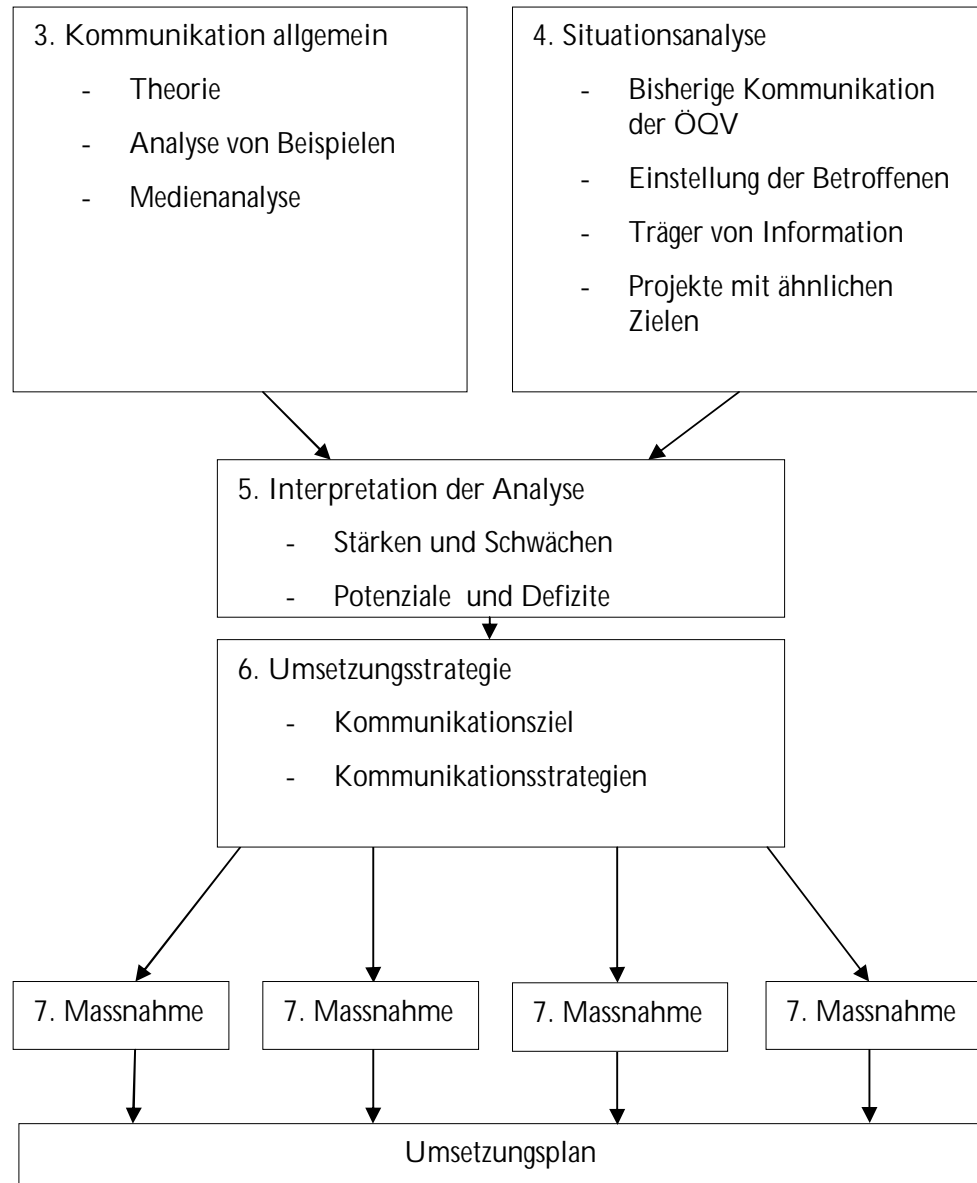 3. Kommunikation allgemein
- Theorie
- Analyse von Beispielen
- Medienanalyse
4. Situationsanalyse
- Bisherige Kommunikation
der ÖQV
- Einstellung der Betroffenen
- Träger von Information
- Projekte mit ähnlichen
Zielen
5. Interpretation der Analyse
- Stärken und Schwächen
- Potenziale und Defizite
6. Umsetzungsstrategie
- Kommunikationsziel
- Kommunikationsstrategien
7. Massnahme
7. Massnahme
7. Massnahme
7. Massnahme
Umsetzungsplan